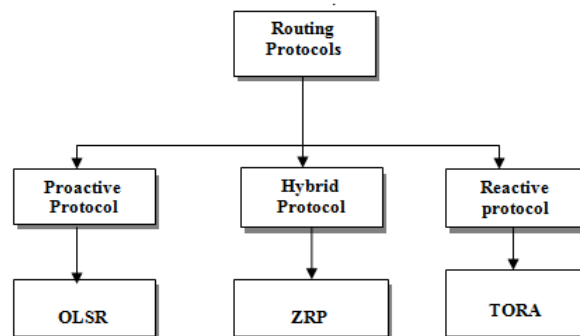 Routing
Protocols
Proactive
Protocol
Hybrid
Protocol
Reactive
protocol
OLSR
ZRP
TORA